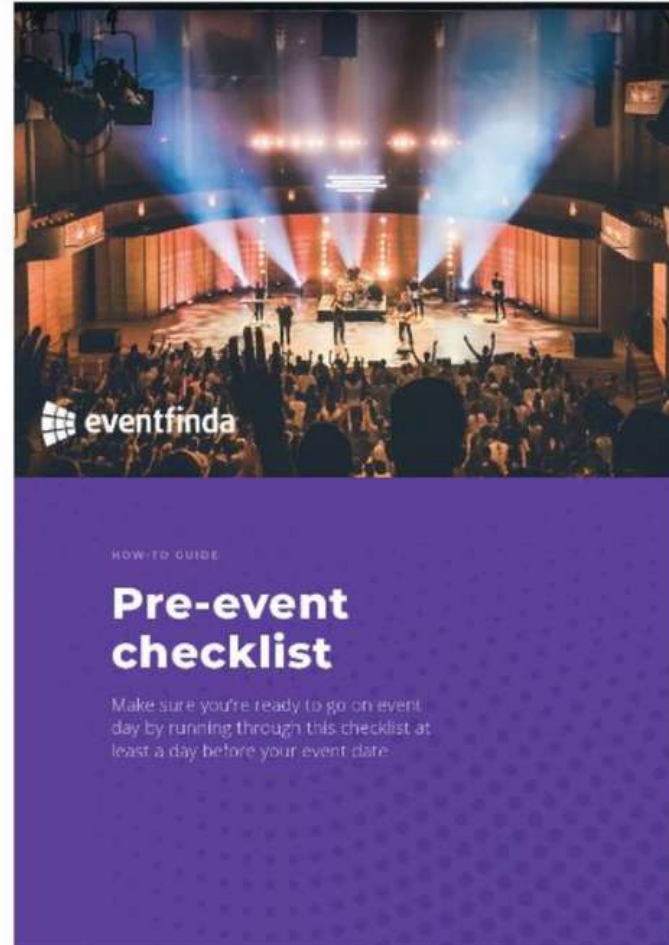 eventfinda
HOW-TO GUIDE
Pre-event
checklist
Make sure you're ready to go on event
day by running through this checklist at
least a day before your event date